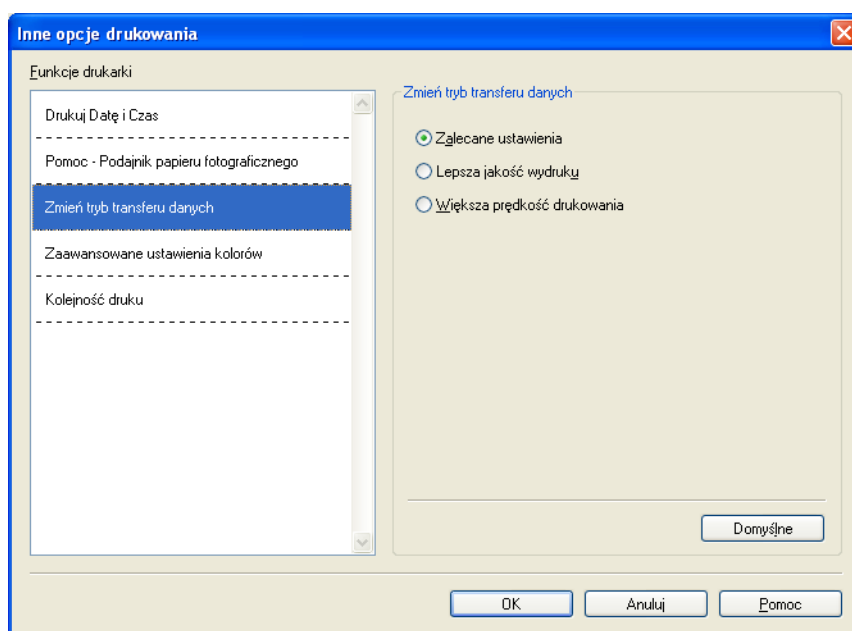 Inne opcje drukowania
Funkcje drukarki
Drukuj Datę i Czas
Pomoc - Podajnik papieru fotograficznego
Zmień tryb transferu danych
Zaawansowane ustawienia kolorów
Kolejność druku
Zmień tryb transferu danych
Zalecane ustawienia
Lepsza jakość wydruku
Większa prędkość drukowania
Domyślne
OK
Anuluj
Pomoc